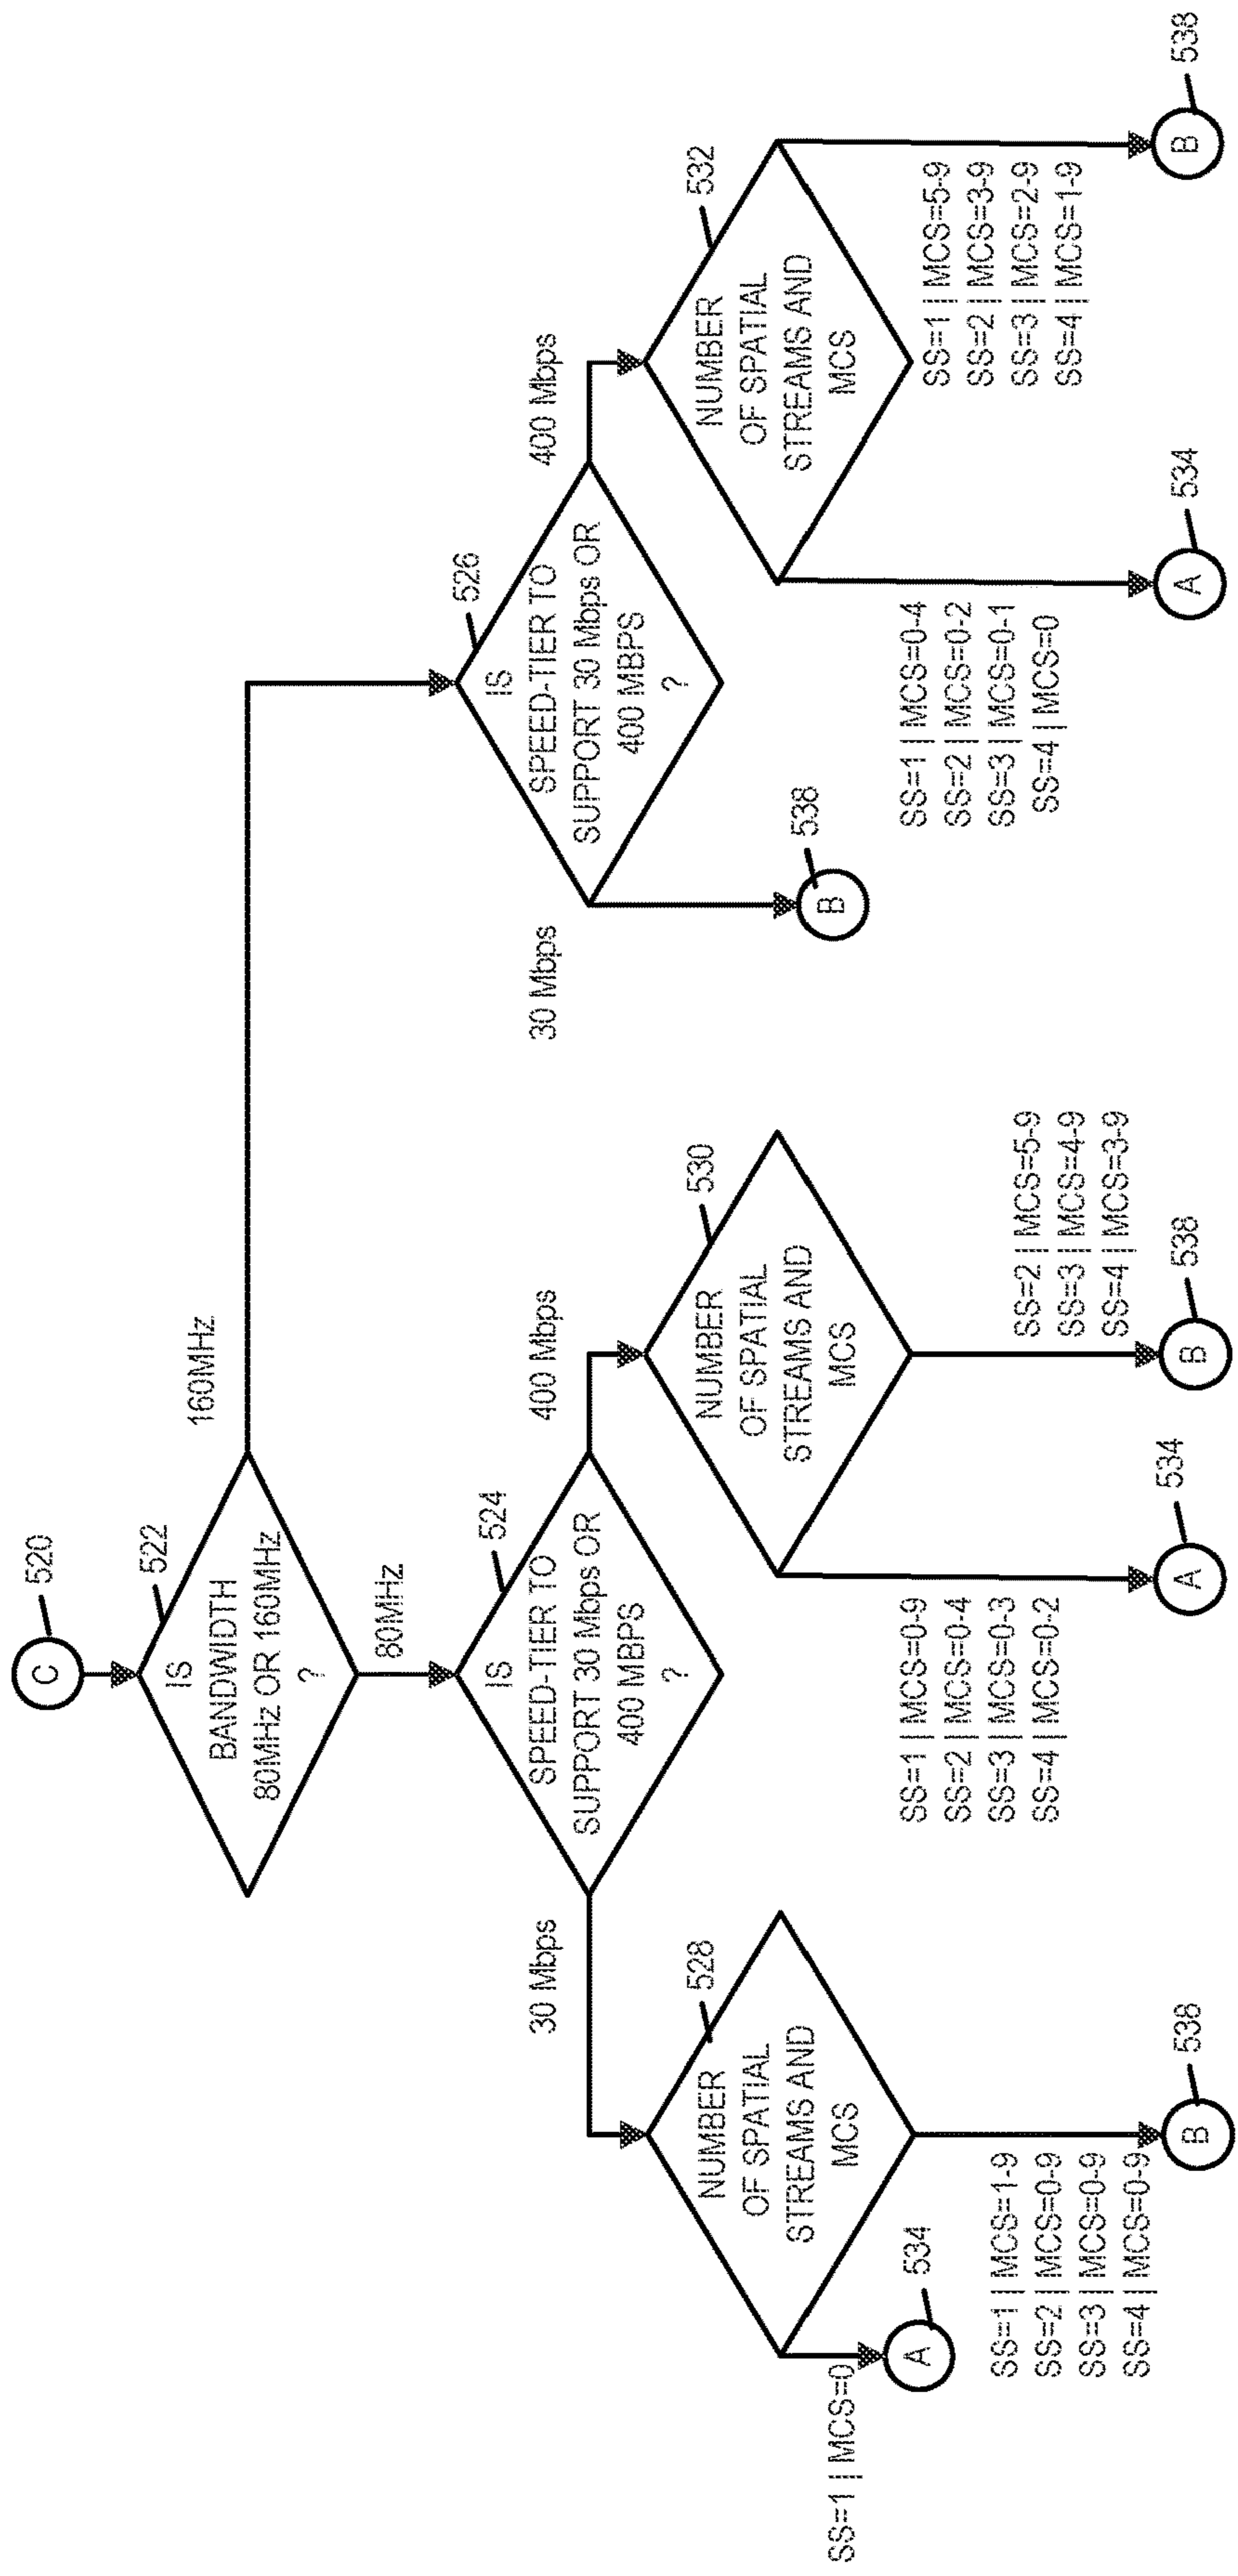 C
520
IS
BANDWIDTH
80MHz OR 160MHz
?
522
160MHz
80MHz
IS
SPEED-TIER TO
SUPPORT 30 Mbps OR
400 MBPS
?
524
30 Mbps
400 Mbps
IS
SPEED-TIER TO
SUPPORT 30 Mbps OR
400 MBPS
?
526
30 Mbps
400 Mbps
B
538
NUMBER
OF SPATIAL
STREAMS AND
MCS
528
SS=1 | MCS=0
A
534
SS=1 | MCS=1-9
SS=2 | MCS=0-9
SS=3 | MCS=0-9
SS=4 | MCS=0-9
B
538
NUMBER
OF SPATIAL
STREAMS AND
MCS
530
SS=1 | MCS=0-9
SS=2 | MCS=0-4
SS=3 | MCS=0-3
SS=4 | MCS=0-2
A
534
SS=2 | MCS=5-9
SS=3 | MCS=4-9
SS=4 | MCS=3-9
B
538
NUMBER
OF SPATIAL
STREAMS AND
MCS
532
SS=1 | MCS=0-4
SS=2 | MCS=0-2
SS=3 | MCS=0-1
SS=4 | MCS=0
A
534
SS=1 | MCS=5-9
SS=2 | MCS=3-9
SS=3 | MCS=2-9
SS=4 | MCS=1-9
B
538